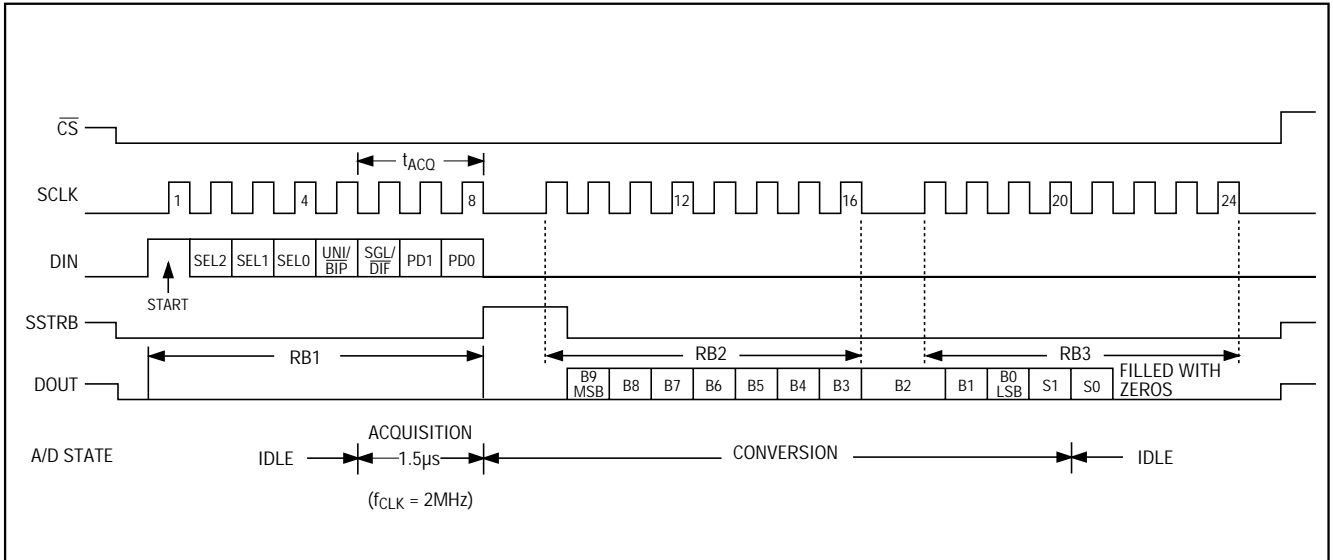 CS
tACQ
SCLK 1 4 8 12 16 20 24
DIN SEL2 SEL1 SEL0 UNI/BIP SGL/DIF PD1 PD0
START
SSTRB
RB1 RB2 RB3
DOUT B9 MSB B8 B7 B6 B5 B4 B3 B2 B1 B0 LSB S1 S0 FILLED WITH ZEROS
A/D STATE IDLE ACQUISITION 1.5µs CONVERSION IDLE
(fCLK = 2MHz)